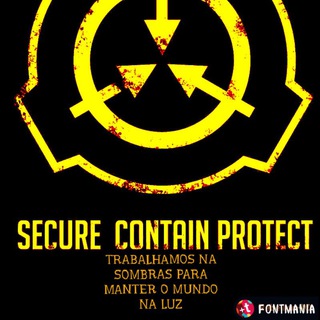 SECURE CONTAIN PROTECT
TRABALHAMOS NA
SOMBRAS PARA
MANTER O MUNDO
NA LUZ
FONTMANIA